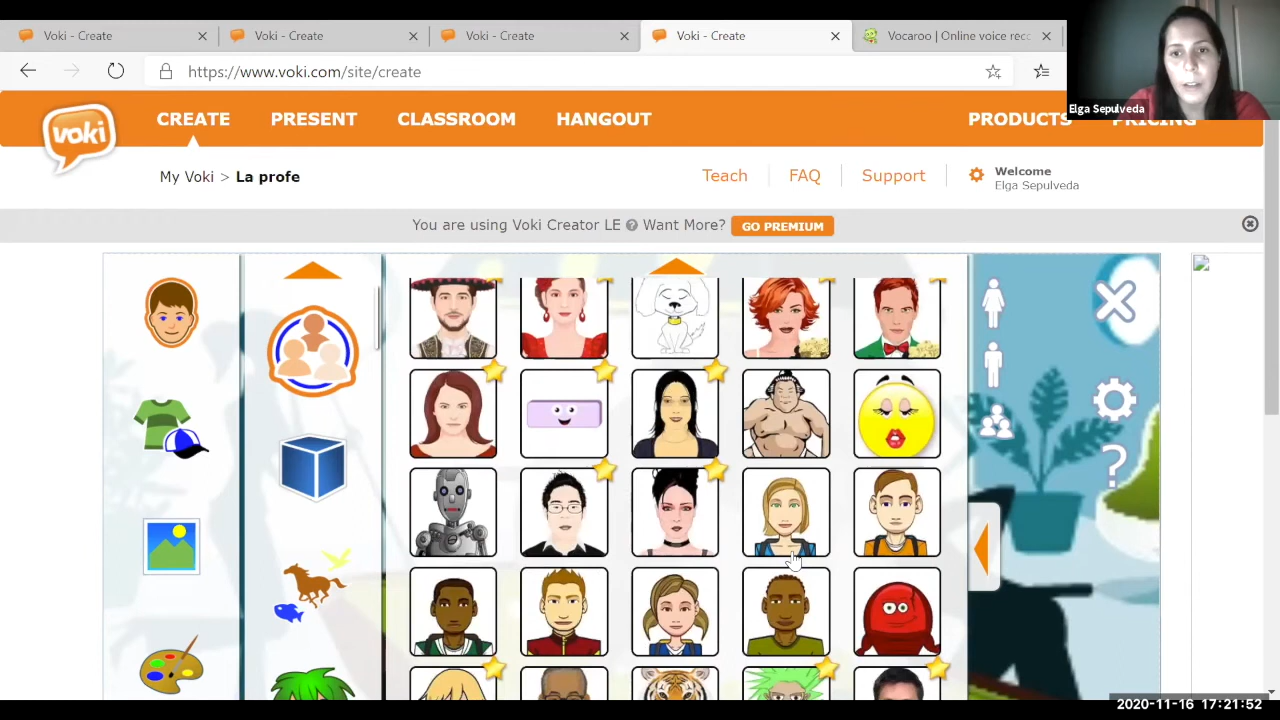 Voki - Create
Voki - Create
Voki - Create
Voki - Create
Vocaroo | Online voice rec
https://www.voki.com/site/create
Elga Sepulveda
voki
CREATE
PRESENT
CLASSROOM
HANGOUT
PRODUCTS
PRICING
My Voki > La profe
Teach
FAQ
Support
Welcome
Elga Sepulveda
You are using Voki Creator LE ? Want More? GO PREMIUM
?
2020-11-16 17:21:52